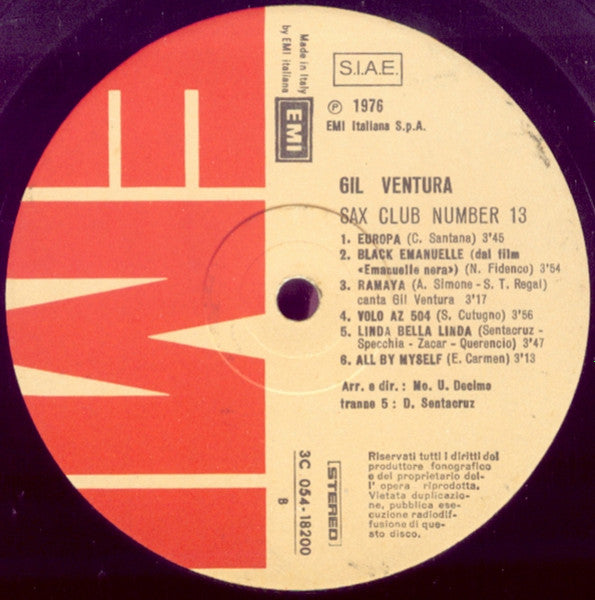 S.I.A.E.
Made in Italy
by EMI italiana
EMI
℗ 1976
EMI Italiana S.p.A.
GIL VENTURA
SAX CLUB NUMBER 13
1. EUROPA (C. Santana) 3'45
2. BLACK EMANUELLE (dal film
«Emanuelle nera») (N. Fidenco) 3'54
3. RAMAYA (A. Simone - S. T. Regal)
canta Gil Ventura 3'17
4. VOLO AZ 504 (S. Cutugno) 3'56
5. LINDA BELLA LINDA (Sentacruz -
Specchia - Zacar - Querencio) 3'47
6. ALL BY MYSELF (E. Carmen) 3'13
Arr. e dir. : Mo. U. Decimo
tranne 5 : D. Sentacruz
3C 054-18200
B
STEREO
Riservati tutti i diritti del
produttore fonografico
e del proprietario del-
l' opera riprodotta.
Vietata duplicazio-
ne, pubblica ese-
cuzione radiodif-
fusione di que-
sto disco.
EMI